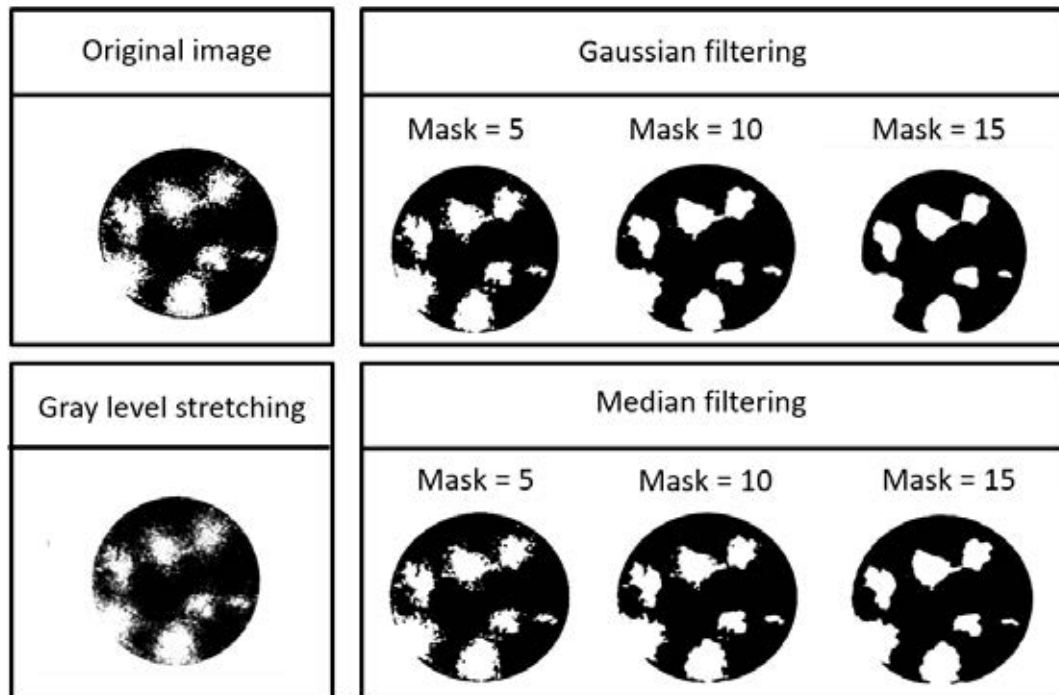 Original image
Gaussian filtering
Mask = 5
Mask = 10
Mask = 15
Gray level stretching
Median filtering
Mask = 5
Mask = 10
Mask = 15